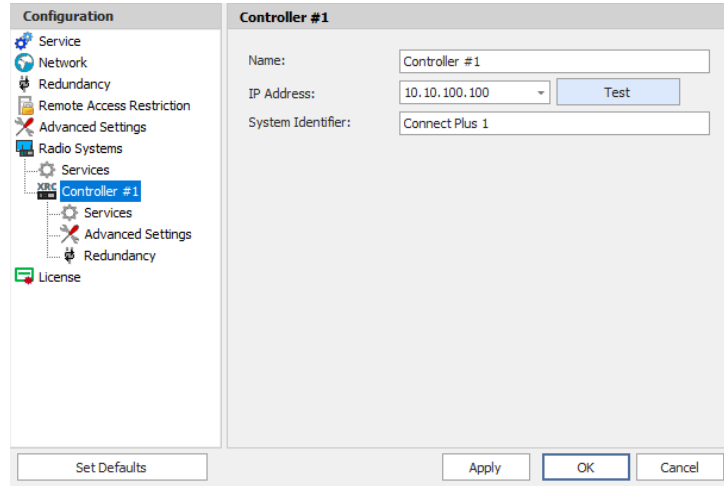 Configuration
Service
Network
Redundancy
Remote Access Restriction
Advanced Settings
Radio Systems
Services
XRC Controller #1
Services
Advanced Settings
Redundancy
License
Controller #1
Name: Controller #1
IP Address: 10.10.100.100 Test
System Identifier: Connect Plus 1
Set Defaults Apply OK Cancel